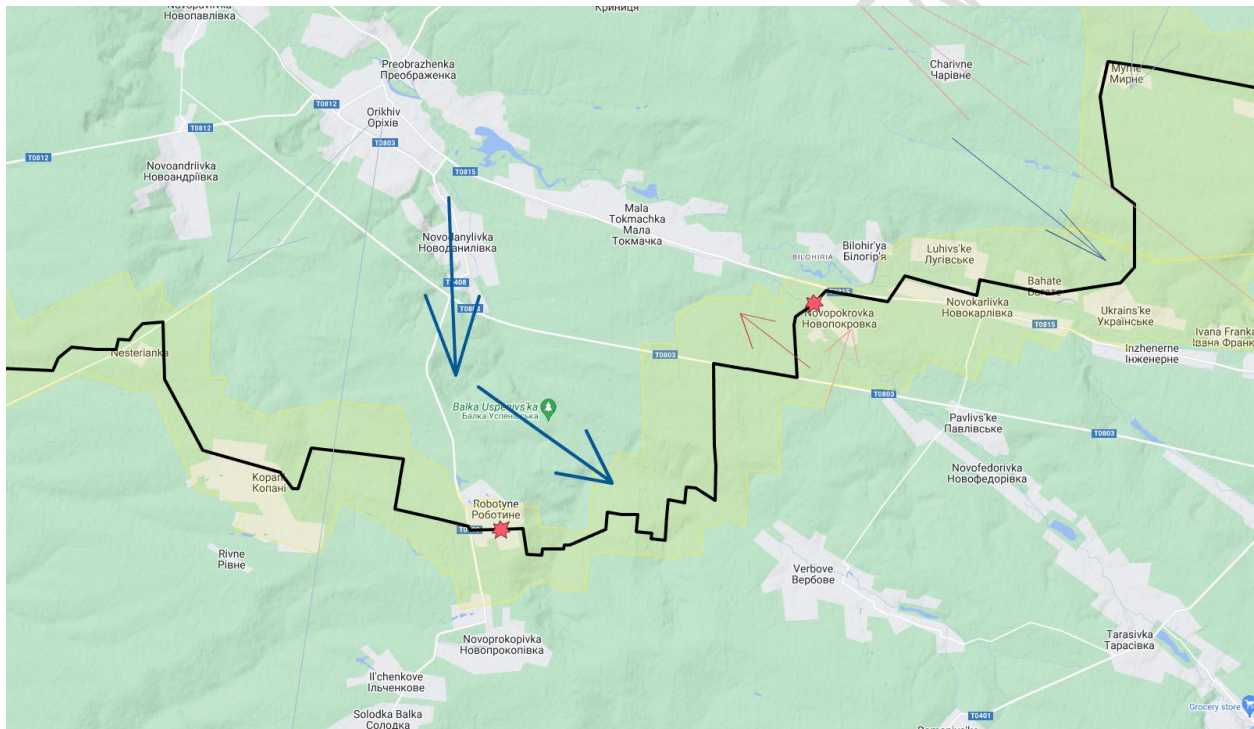 Novopavlivka
Новопавлівка
Криниця
Preobrazhenka
Преображенка
Charivne
Чарівне
Myrne
Мирне
Orikhiv
Оріхів
T0812
T0812
T0803
T0812
T0815
Novoandriivka
Новоандріївка
Mala
Tokmachka
Мала
Токмачка
Novodanylivka
Новоданилівка
BILOHIRIA
Bilohir'ya
Білогір'я
Luhivs'ke
Лугівське
Bahate
Багате
T0408
T0803
T0815
Novopokrovka
Новопокровка
Novokarlivka
Новокарлівка
Ukrains'ke
Українське
T0815
Ivana Franka
Івана Франк
Inzhenerne
Інженерне
Nesterianka
T0803
T0803
Balka Uspenivs'ka
Балка Успенівська
Pavlivs'ke
Павлівське
T0803
Novofedorivka
Новофедорівка
Kopani
Копані
Robotyne
Роботине
Rivne
Рівне
Verbove
Вербове
Novoprokopivka
Новопрокопівка
Tarasivka
Тарасівка
Il'chenkove
Ільченкове
Solodka Balka
Солодка
T0401
Grocery store